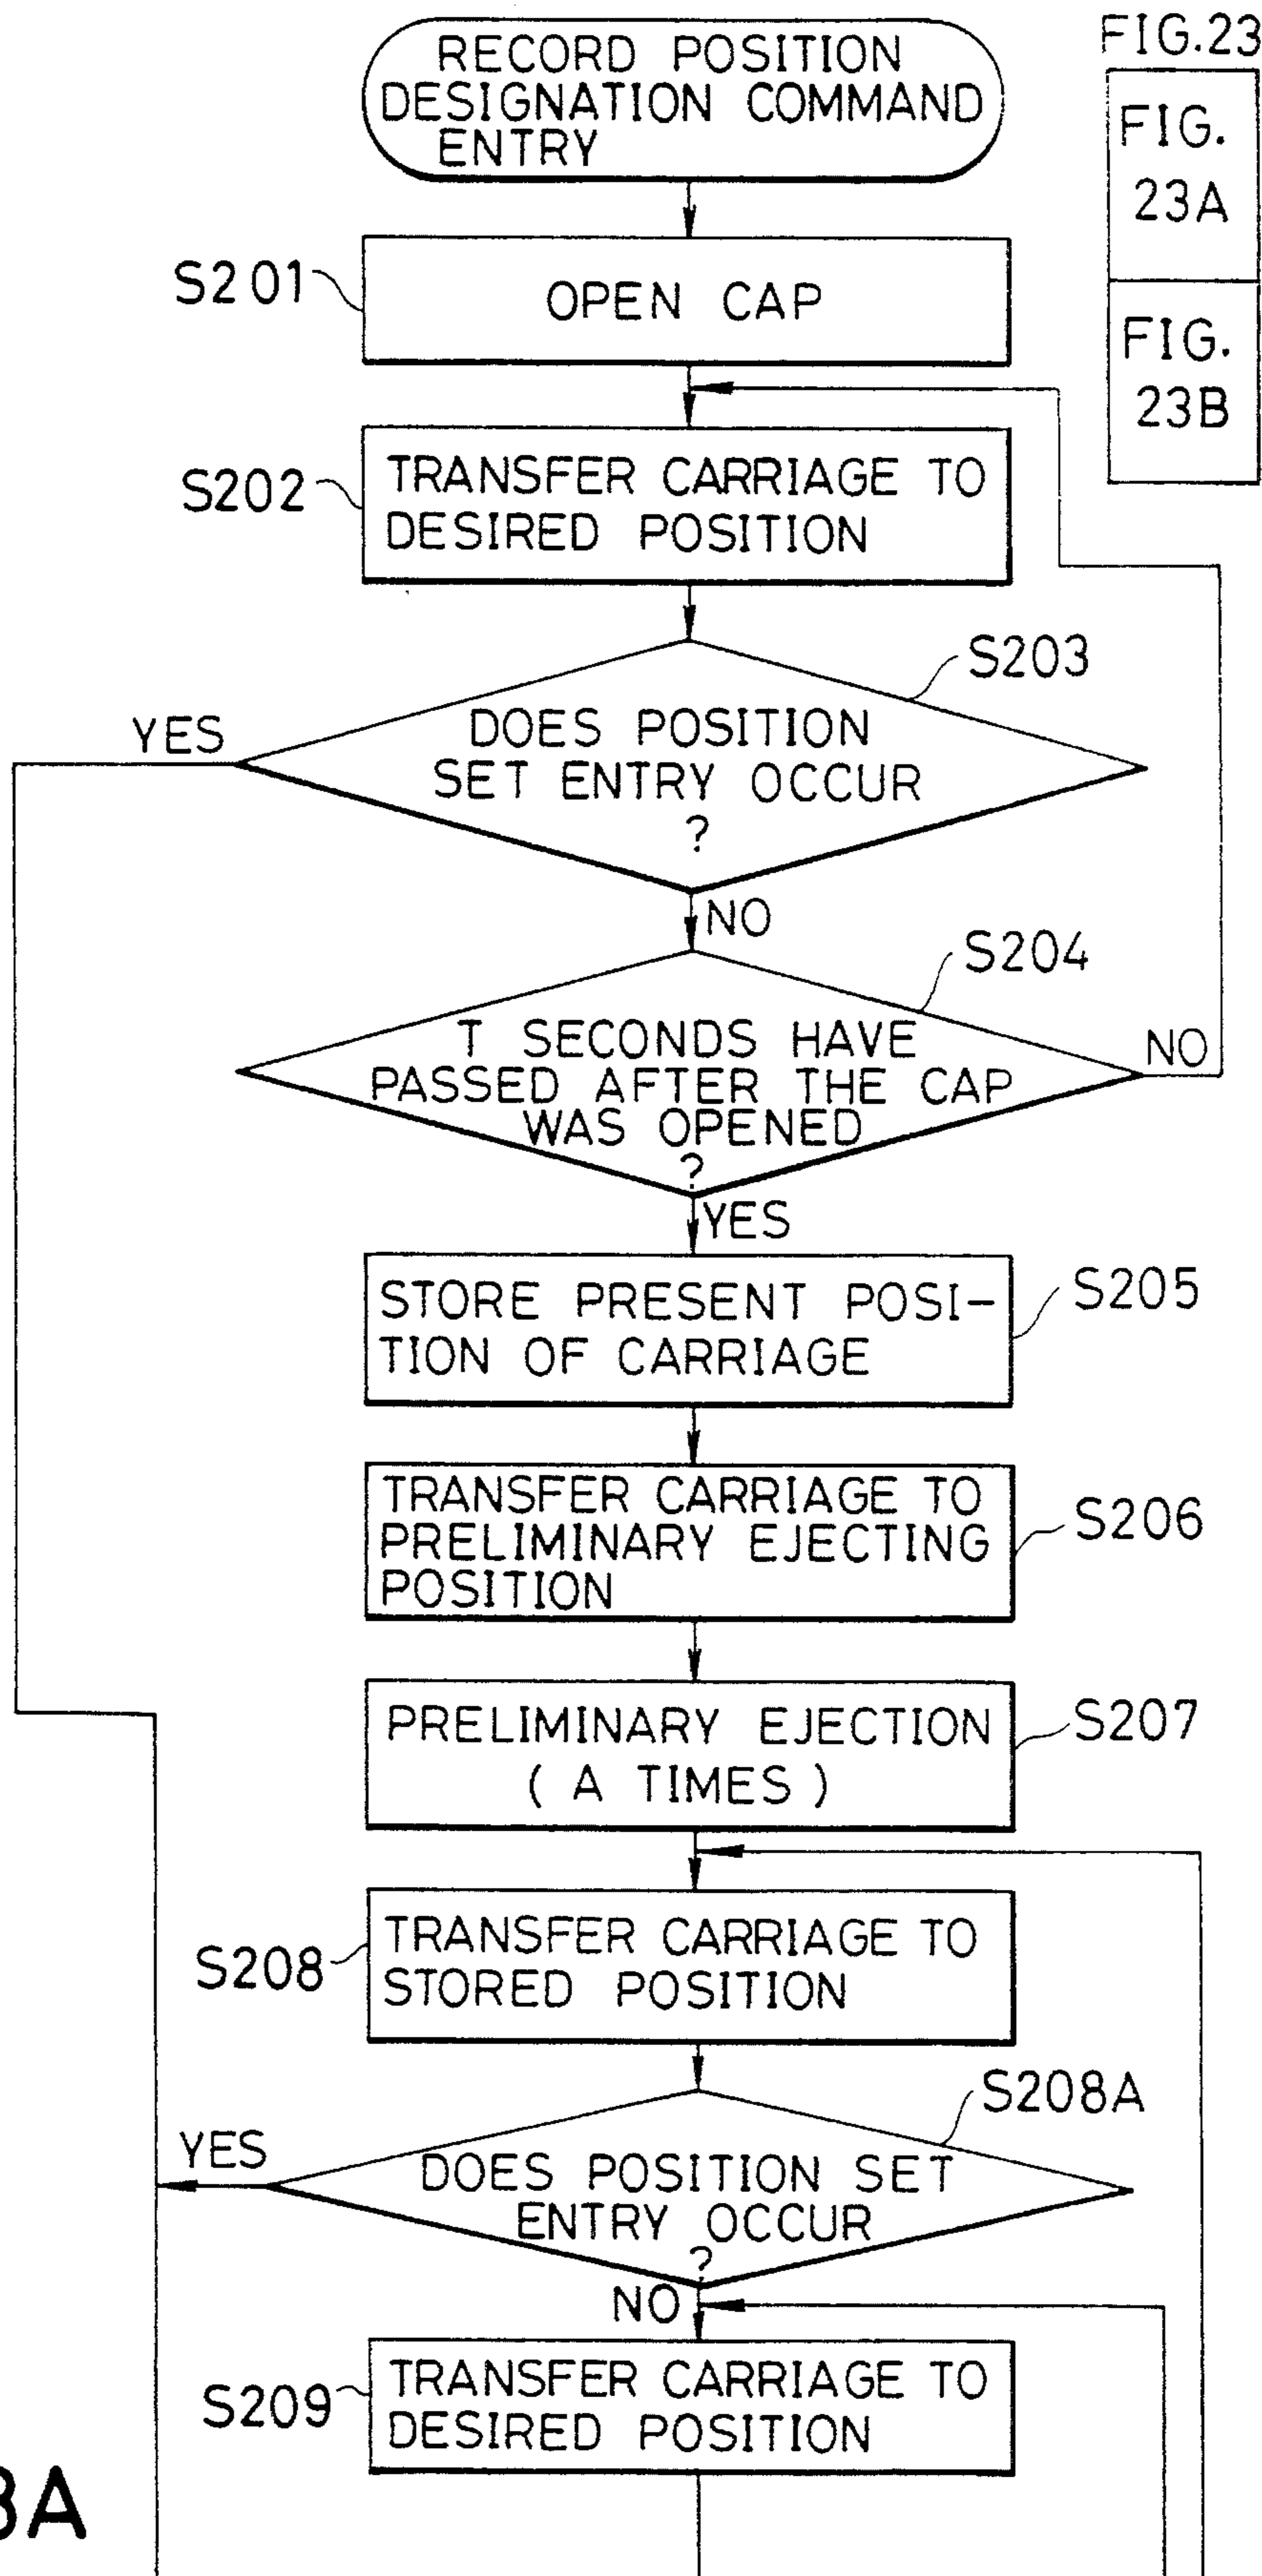 RECORD POSITION
DESIGNATION COMMAND
ENTRY
FIG.23
FIG.
23A
FIG.
23B
S201
OPEN CAP
S202
TRANSFER CARRIAGE TO
DESIRED POSITION
S203
YES
DOES POSITION
SET ENTRY OCCUR
?
NO
S204
T SECONDS HAVE
PASSED AFTER THE CAP
WAS OPENED
?
NO
YES
STORE PRESENT POSI-
TION OF CARRIAGE
S205
TRANSFER CARRIAGE TO
PRELIMINARY EJECTING
POSITION
S206
PRELIMINARY EJECTION
( A TIMES )
S207
S208
TRANSFER CARRIAGE TO
STORED POSITION
S208A
YES
DOES POSITION SET
ENTRY OCCUR
?
NO
S209
TRANSFER CARRIAGE TO
DESIRED POSITION
3A